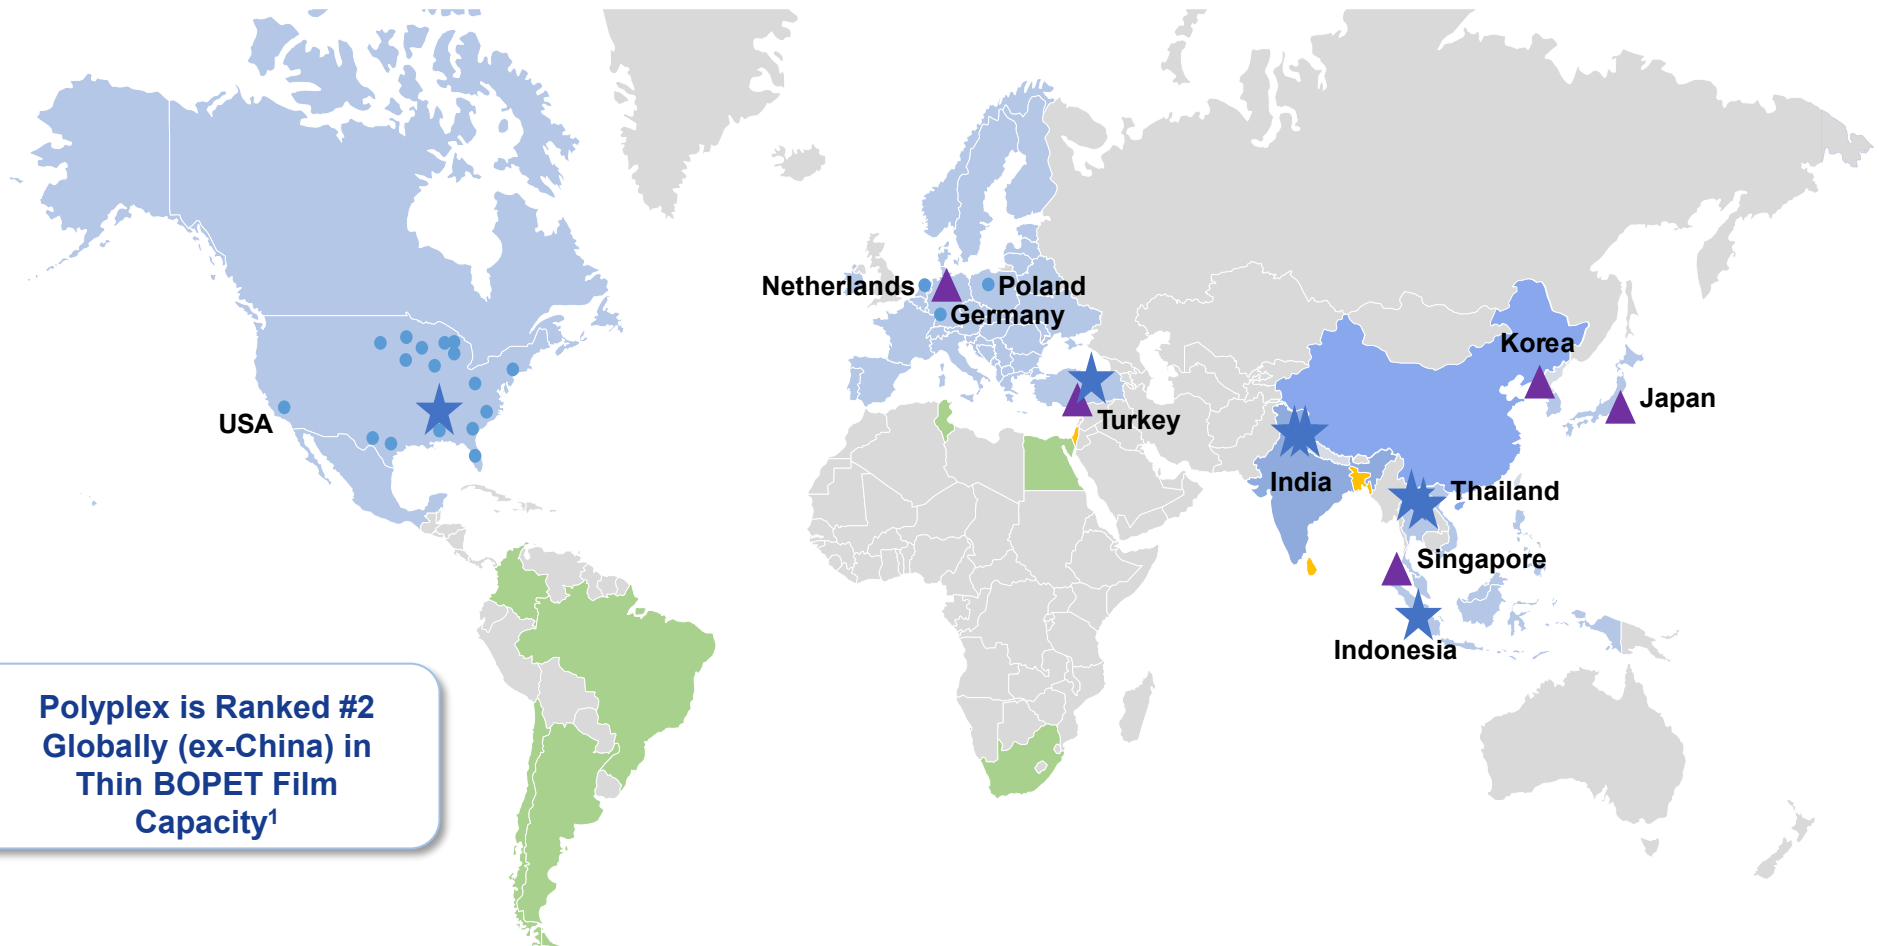 Netherlands
Poland
Germany
Korea
USA
Turkey
Japan
India
Thailand
Singapore
Indonesia
Polyplex is Ranked #2
Globally (ex-China) in
Thin BOPET Film
Capacity¹